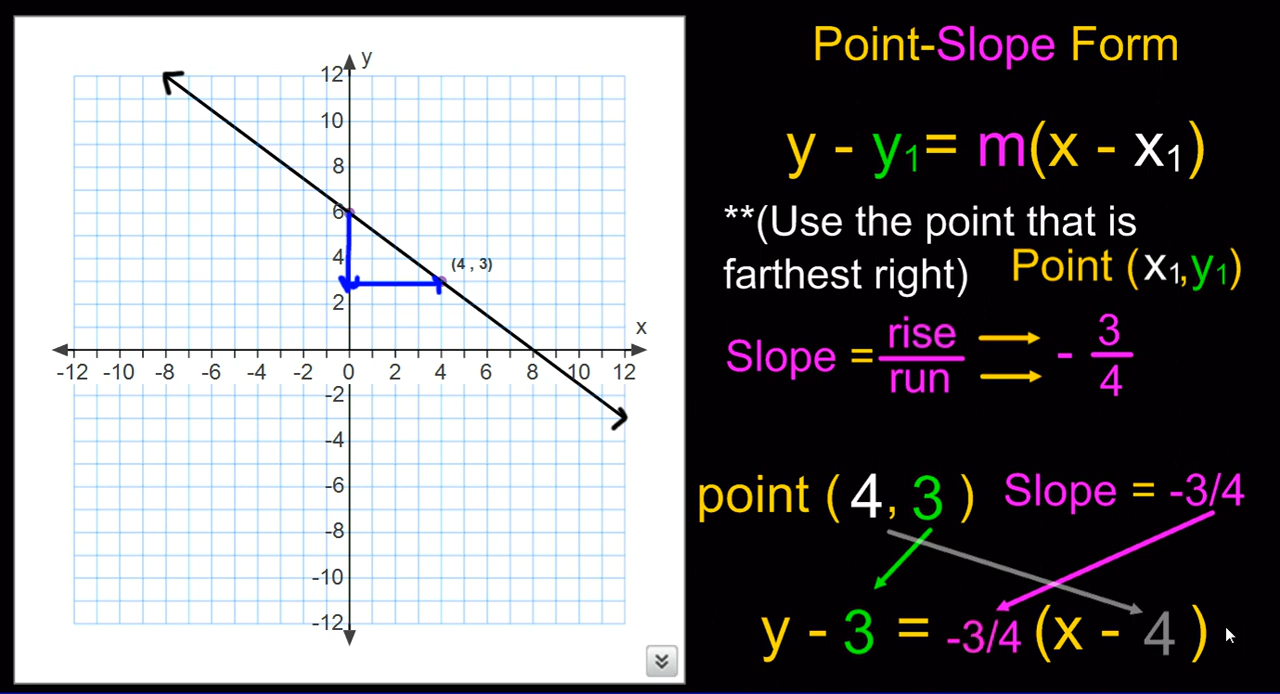 Point-Slope Form
y - y₁= m(x - x₁)
**(Use the point that is
farthest right) Point (x₁,y₁)
Slope = rise/run - 3/4
point (4,3) Slope = -3/4
y - 3 = -3/4 (x - 4)
y
12
10
8
6
4
(4 , 3)
2
x
-12 -10 -8 -6 -4 -2 0 2 4 6 8 10 12
-2
-4
-6
-8
-10
-12